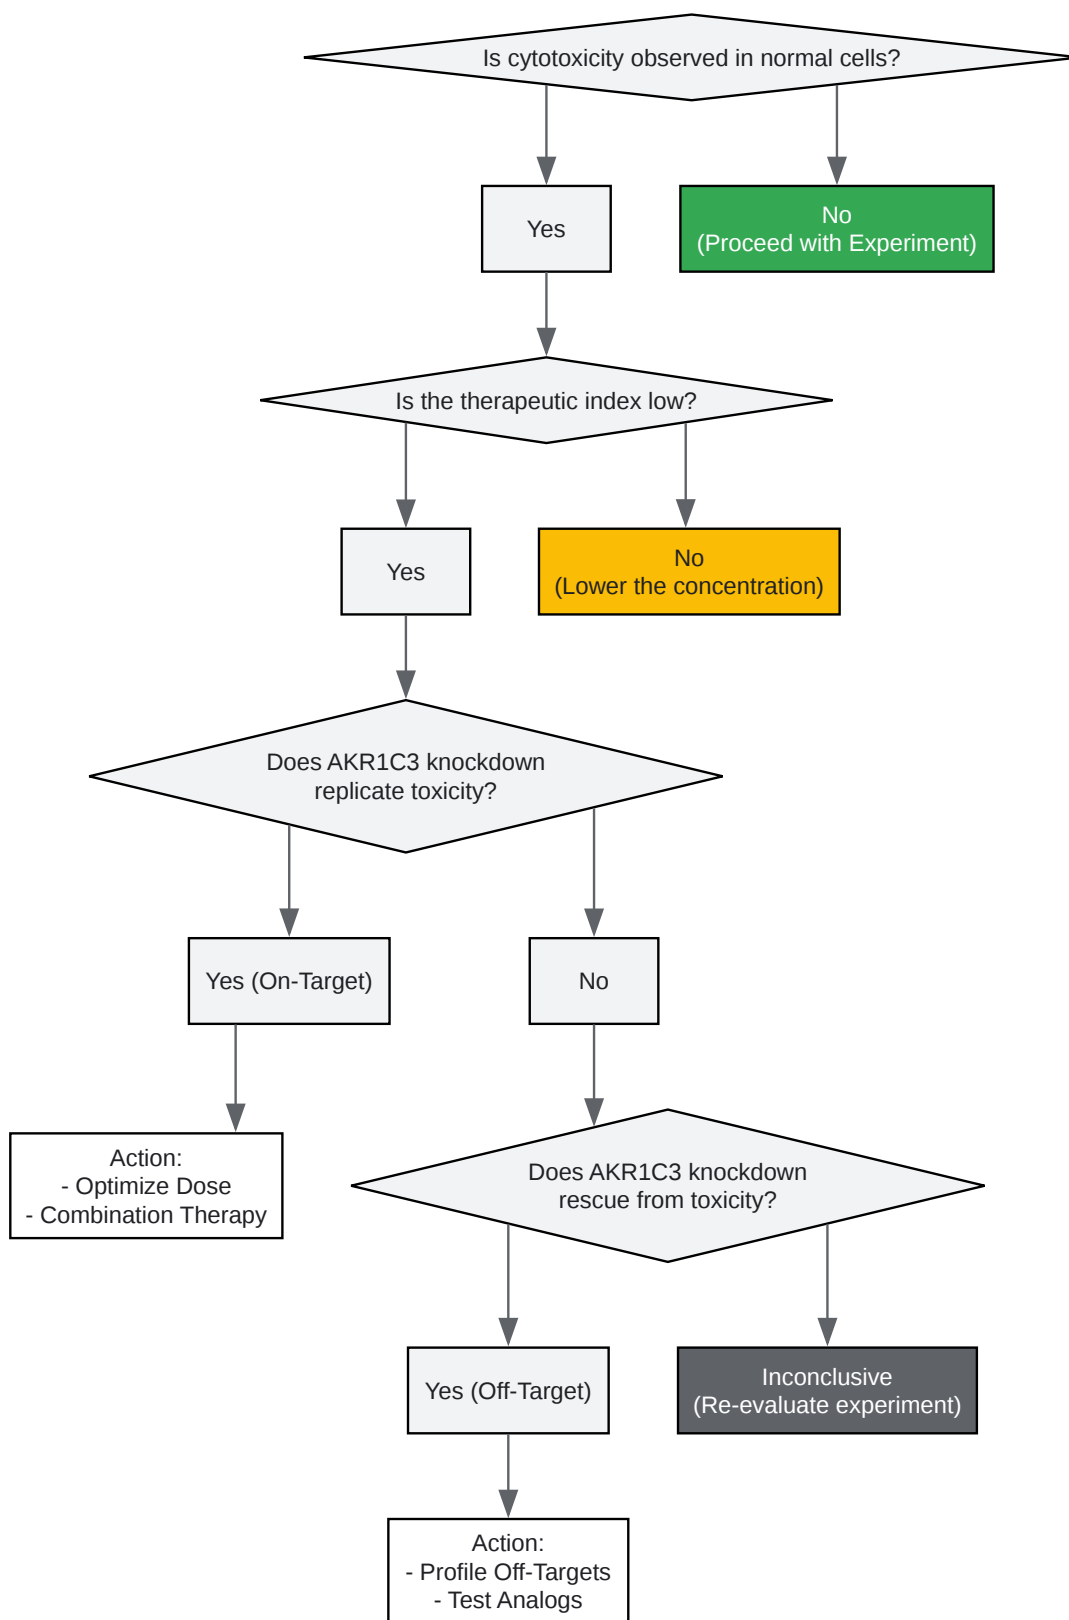 Is cytotoxicity observed in normal cells?
Yes
No
(Proceed with Experiment)
Is the therapeutic index low?
Yes
No
(Lower the concentration)
Does AKR1C3 knockdown
replicate toxicity?
Yes (On-Target)
No
Action:
- Optimize Dose
- Combination Therapy
Does AKR1C3 knockdown
rescue from toxicity?
Yes (Off-Target)
Inconclusive
(Re-evaluate experiment)
Action:
- Profile Off-Targets
- Test Analogs